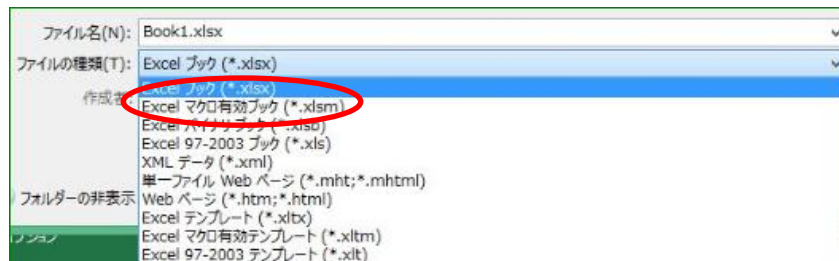 ファイル名(N): Book1.xlsx
ファイルの種類(T): Excel ブック (*.xlsx)
Excel ブック (*.xlsx)
作成者:
Excel マクロ有効ブック (*.xlsm)
Excel バイナリ ブック (*.xlsb)
Excel 97-2003 ブック (*.xls)
XML データ (*.xml)
単一ファイル Web ページ (*.mht;*.mhtml)
フォルダーの非表示 Web ページ (*.htm;*.html)
Excel テンプレート (*.xltx)
Excel マクロ有効テンプレート (*.xltm)
Excel 97-2003 テンプレート (*.xlt)